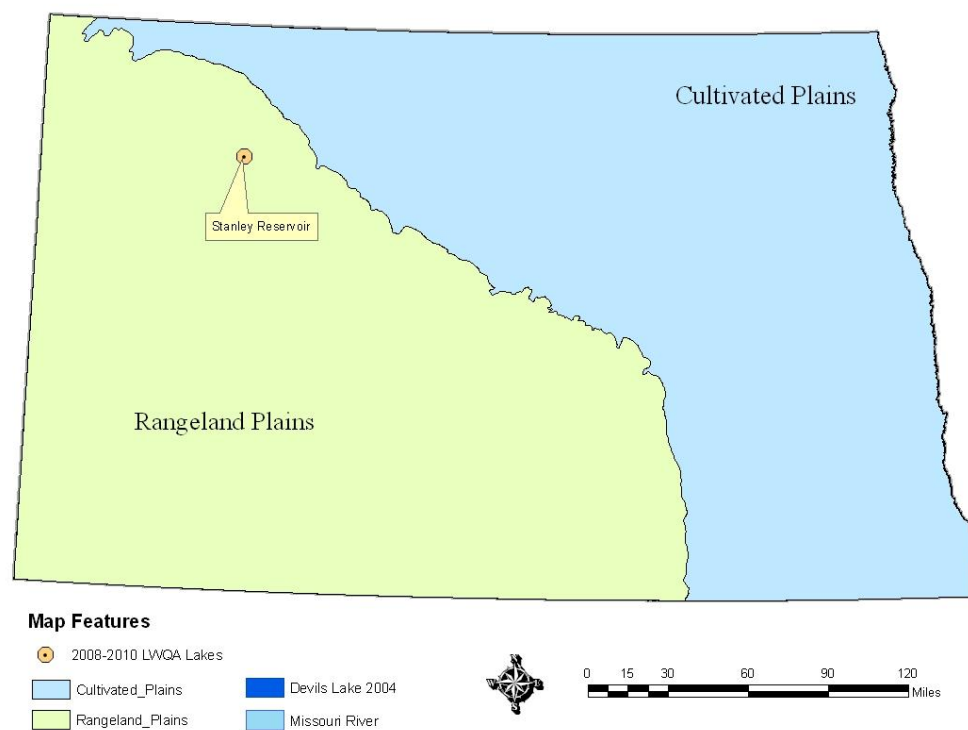 Cultivated Plains
Stanley Reservoir
Rangeland Plains
Map Features
2008-2010 LWQA Lakes
Cultivated_Plains
Devils Lake 2004
Rangeland_Plains
Missouri River
N
W
E
S
0 15 30 60 90 120
Miles